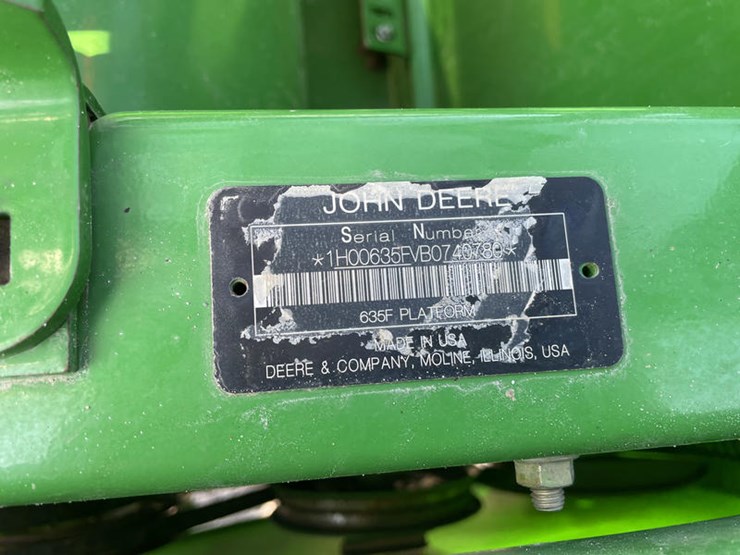 JOHN DEERE
Serial Number
*1H00635FVB0740780*
635F PLATFORM
MADE IN USA
DEERE & COMPANY, MOLINE, ILLINOIS, USA